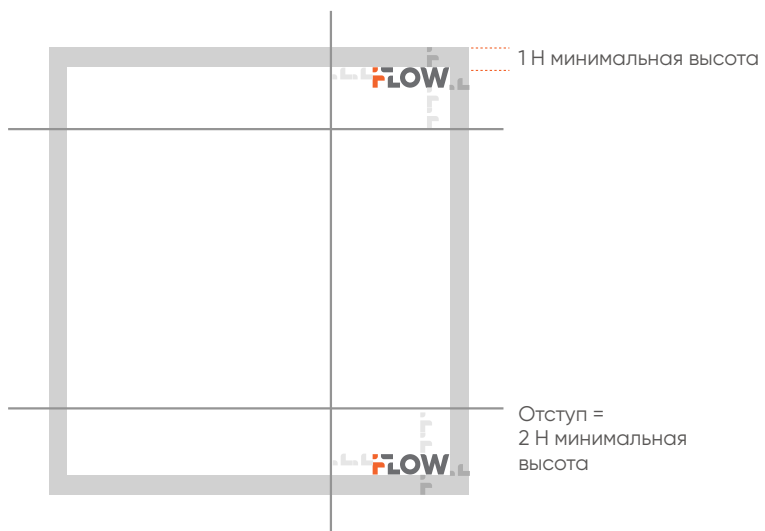 1 Н минимальная высота
FLOW
Отступ =
2 Н минимальная
высота
FLOW